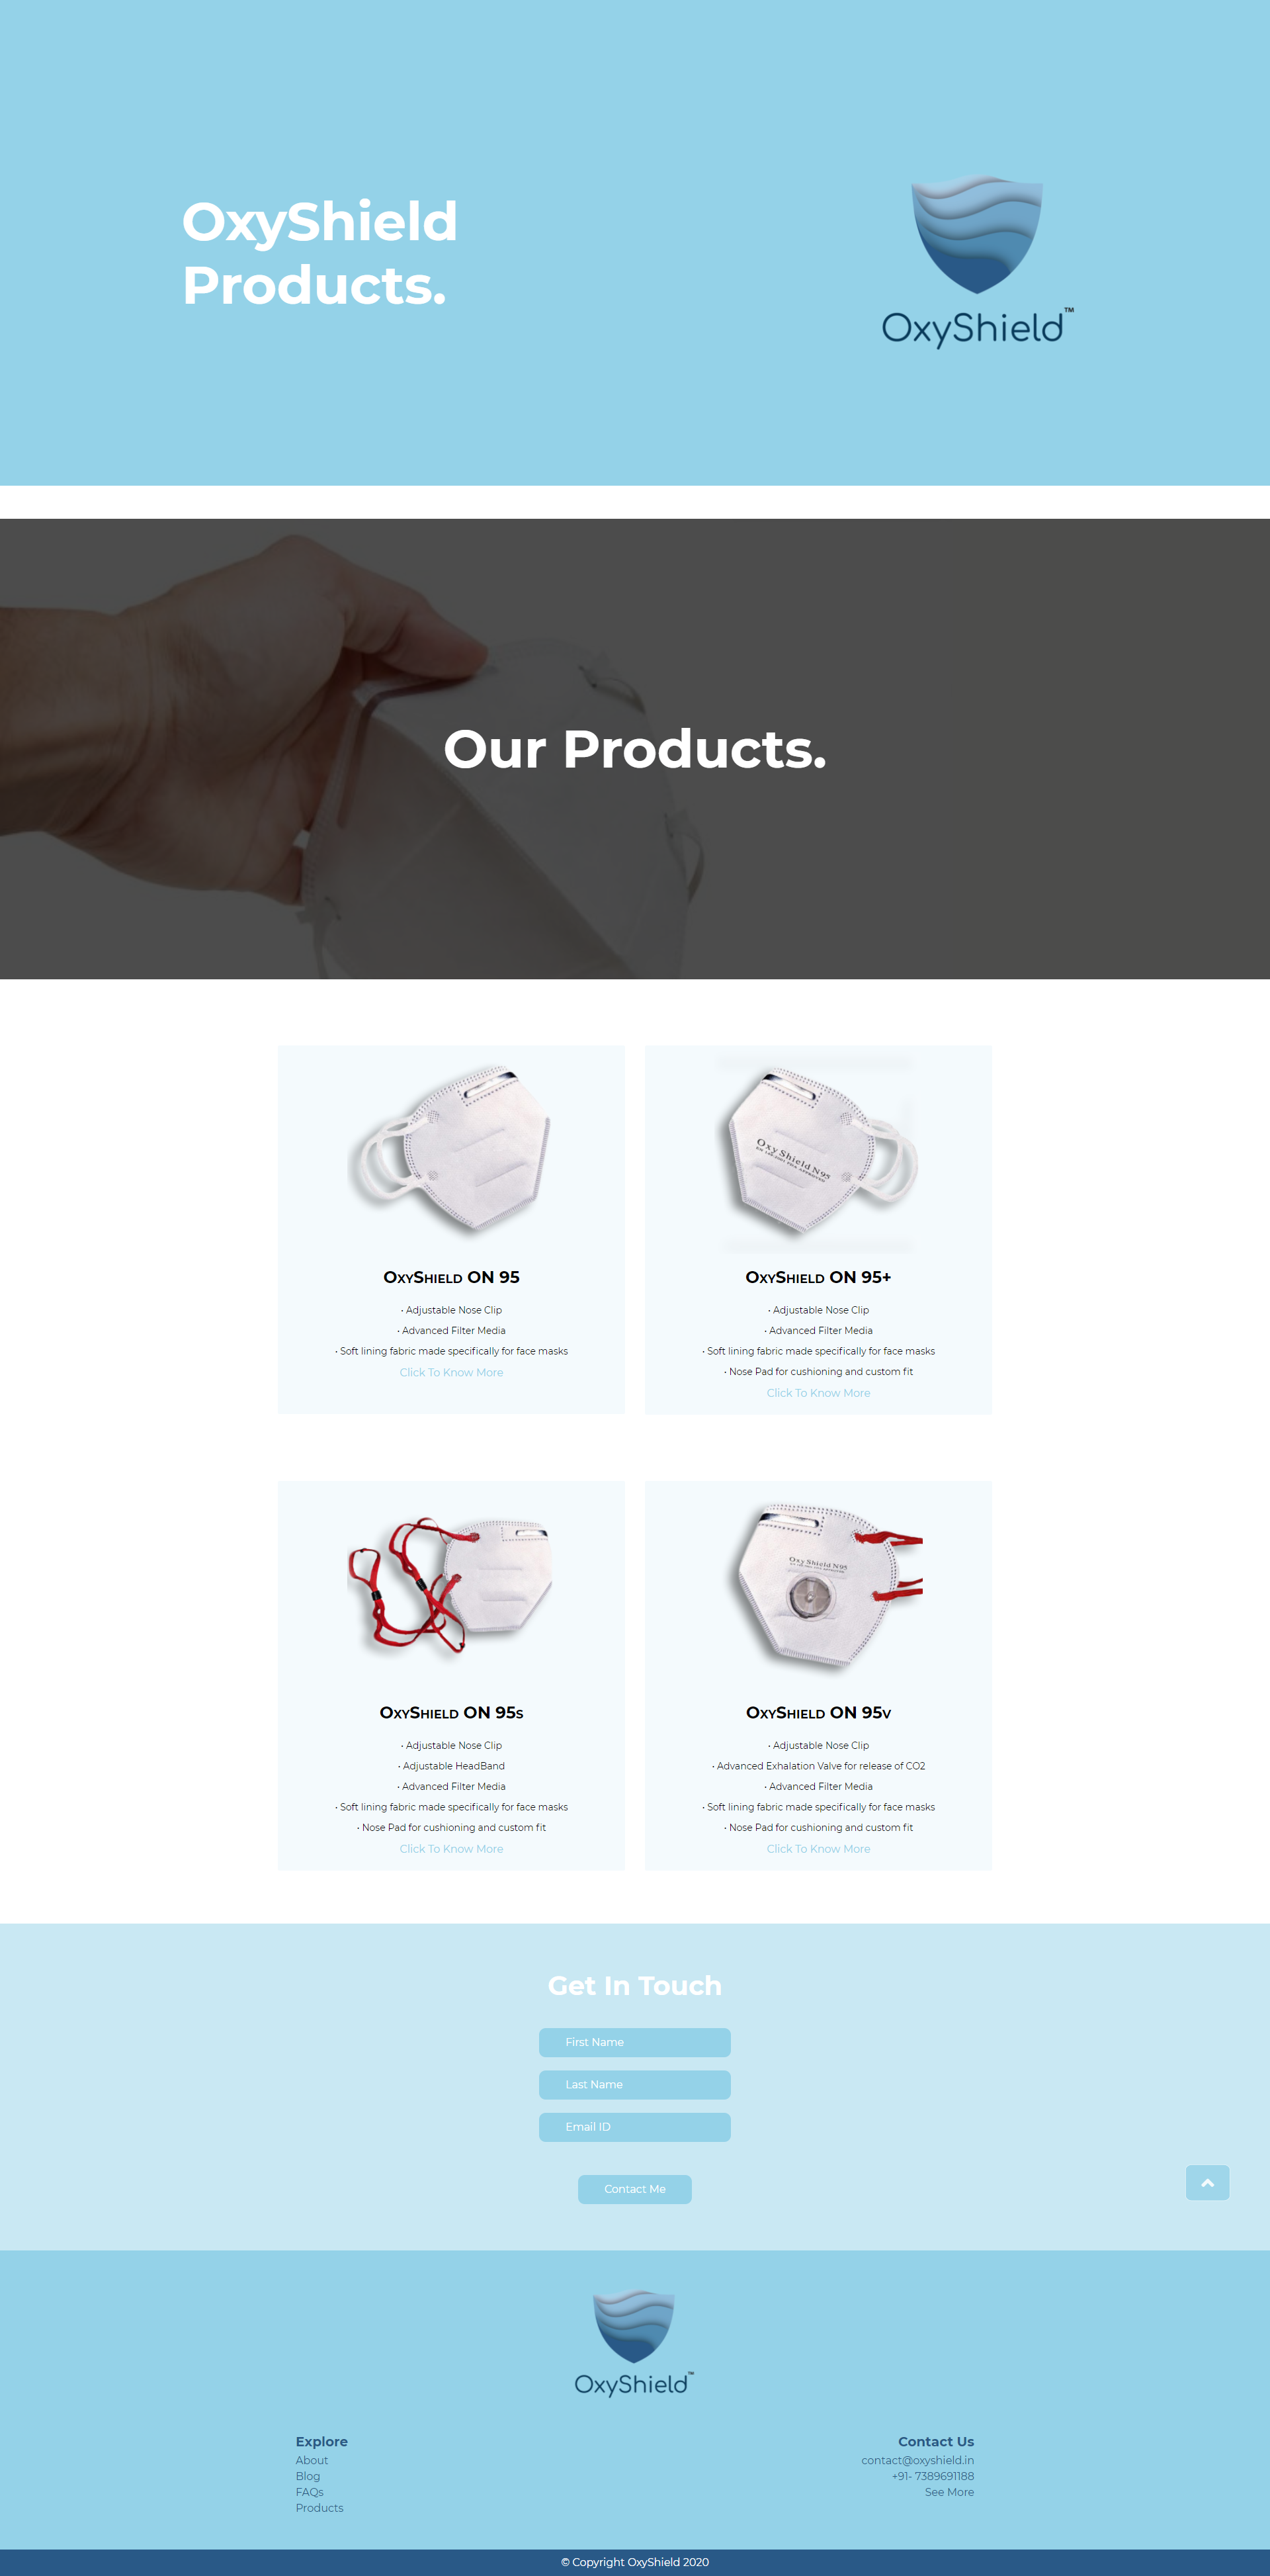 OxyShield
Products.
OxyShield™
Our Products.
OxyShield N95
OxyShield ON 95
• Adjustable Nose Clip
• Advanced Filter Media
• Soft lining fabric made specifically for face masks
Click To Know More
OxyShield ON 95+
• Adjustable Nose Clip
• Advanced Filter Media
• Soft lining fabric made specifically for face masks
• Nose Pad for cushioning and custom fit
Click To Know More
OxyShield N95
OxyShield ON 95s
• Adjustable Nose Clip
• Adjustable HeadBand
• Advanced Filter Media
• Soft lining fabric made specifically for face masks
• Nose Pad for cushioning and custom fit
Click To Know More
OxyShield ON 95v
• Adjustable Nose Clip
• Advanced Exhalation Valve for release of CO2
• Advanced Filter Media
• Soft lining fabric made specifically for face masks
• Nose Pad for cushioning and custom fit
Click To Know More
Get In Touch
First Name
Last Name
Email ID
Contact Me
OxyShield™
Explore
About
Blog
FAQs
Products
Contact Us
contact@oxyshield.in
+91- 7389691188
See More
© Copyright OxyShield 2020